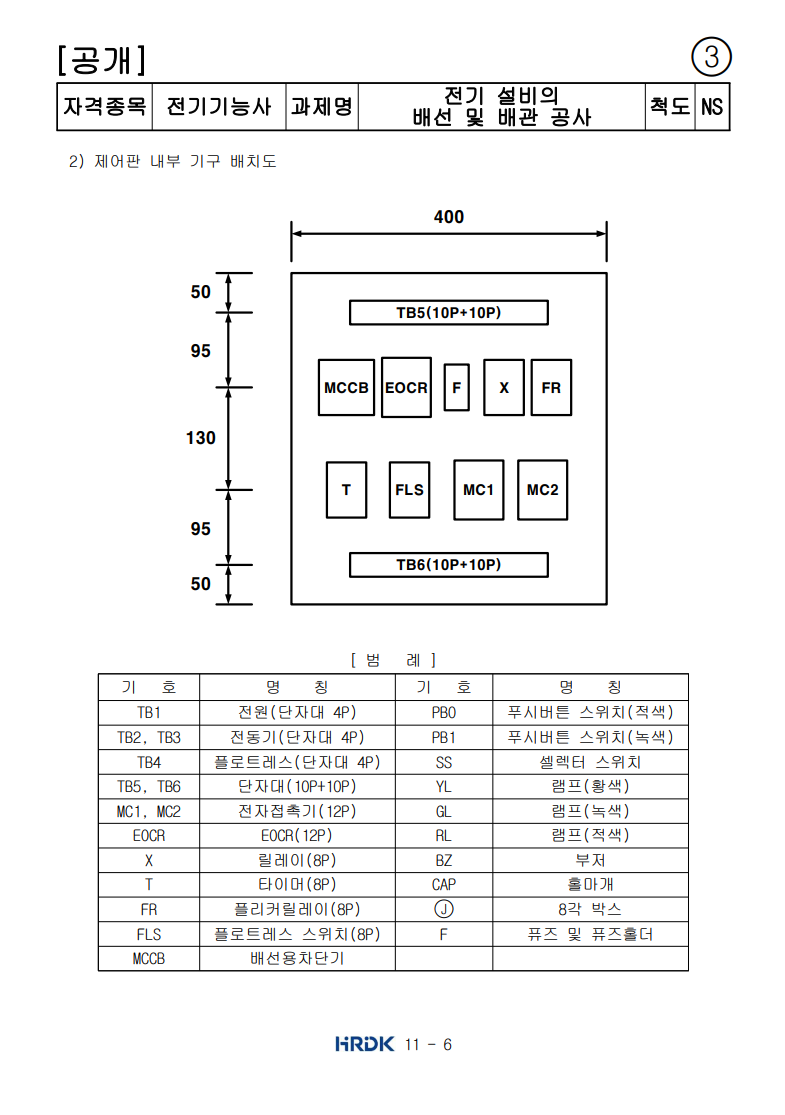 [공개]
③
자격종목 전기기능사 과제명 전기 설비의 배선 및 배관 공사 척도 NS
2) 제어판 내부 기구 배치도
400
50
TB5(10P+10P)
95
MCCB EOCR F X FR
130
T FLS MC1 MC2
95
TB6(10P+10P)
50
[ 범 례 ]
기 호 명 칭 기 호 명 칭
TB1 전원(단자대 4P) PB0 푸시버튼 스위치(적색)
TB2, TB3 전동기(단자대 4P) PB1 푸시버튼 스위치(녹색)
TB4 플로트레스(단자대 4P) SS 셀렉터 스위치
TB5, TB6 단자대(10P+10P) YL 램프(황색)
MC1, MC2 전자접촉기(12P) GL 램프(녹색)
EOCR EOCR(12P) RL 램프(적색)
X 릴레이(8P) BZ 부저
T 타이머(8P) CAP 홀마개
FR 플리커릴레이(8P) Ⓙ 8각 박스
FLS 플로트레스 스위치(8P) F 퓨즈 및 퓨즈홀더
MCCB 배선용차단기
HRDK 11 - 6